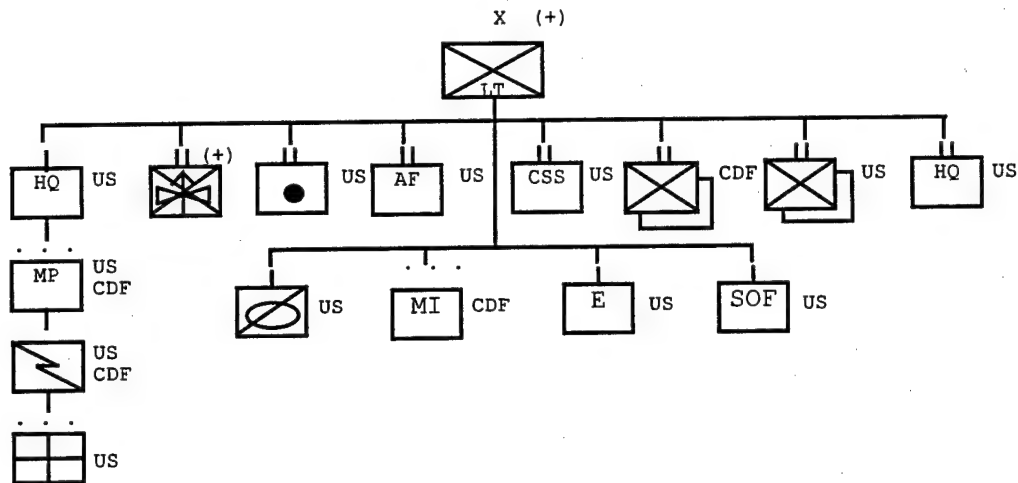 X (+)
LT
(+)
HQ US
US
AF US
CSS US
CDF
US
HQ US
MP US
CDF
US
MI CDF
E US
SOF US
US
CDF
US